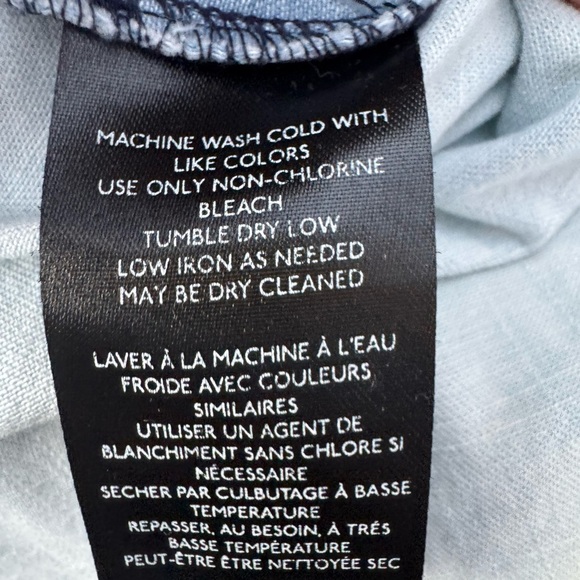 MACHINE WASH COLD WITH
LIKE COLORS
USE ONLY NON-CHLORINE
BLEACH
TUMBLE DRY LOW
LOW IRON AS NEEDED
MAY BE DRY CLEANED
LAVER À LA MACHINE À L'EAU
FROIDE AVEC COULEURS
SIMILAIRES
UTILISER UN AGENT DE
BLANCHIMENT SANS CHLORE SI
NÉCESSAIRE
SECHER PAR CULBUTAGE À BASSE
TEMPERATURE
REPASSER, AU BESOIN, À TRÉS
BASSE TEMPÉRATURE
PEUT-ÊTRE ÊTRE NETTOYÉE SEC